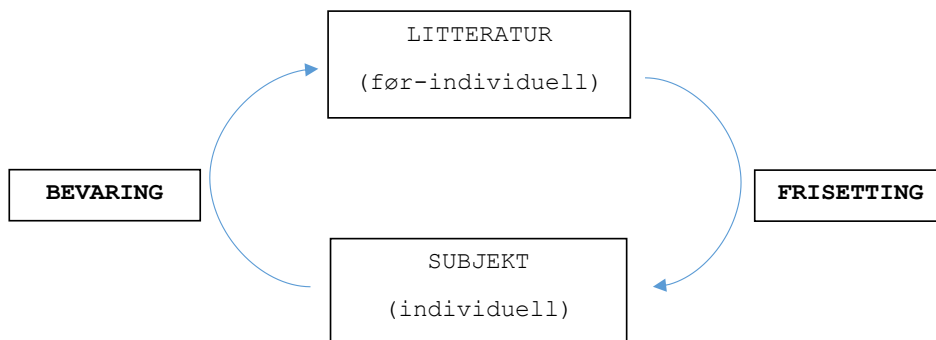 LITTERATUR
(før-individuell)
BEVARING
FRISETTING
SUBJEKT
(individuell)